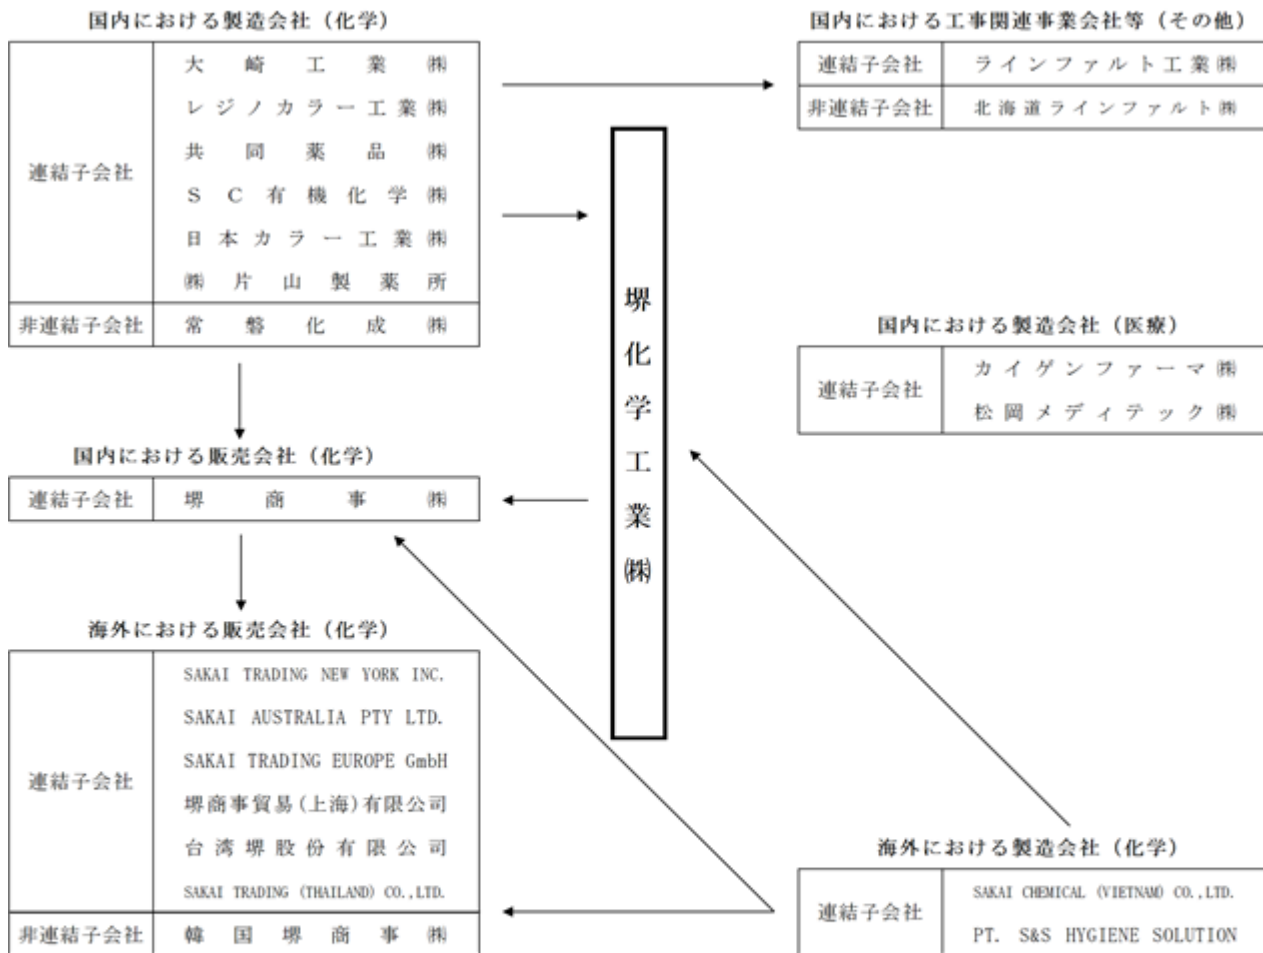 国内における製造会社（化学）
連結子会社
大崎工業㈱
レジノカラー工業㈱
共同薬品㈱
ＳＣ有機化学㈱
日本カラー工業㈱
㈱片山製薬所
非連結子会社
常磐化成㈱
国内における販売会社（化学）
連結子会社
堺商事㈱
海外における販売会社（化学）
連結子会社
SAKAI TRADING NEW YORK INC.
SAKAI AUSTRALIA PTY LTD.
SAKAI TRADING EUROPE GmbH
堺商事貿易(上海)有限公司
台湾堺股份有限公司
SAKAI TRADING (THAILAND) CO.,LTD.
非連結子会社
韓国堺商事㈱
堺化学工業㈱
国内における工事関連事業会社等（その他）
連結子会社
ラインファルト工業㈱
非連結子会社
北海道ラインファルト㈱
国内における製造会社（医療）
連結子会社
カイゲンファーマ㈱
松岡メディテック㈱
海外における製造会社（化学）
連結子会社
SAKAI CHEMICAL (VIETNAM) CO.,LTD.
PT. S&S HYGIENE SOLUTION